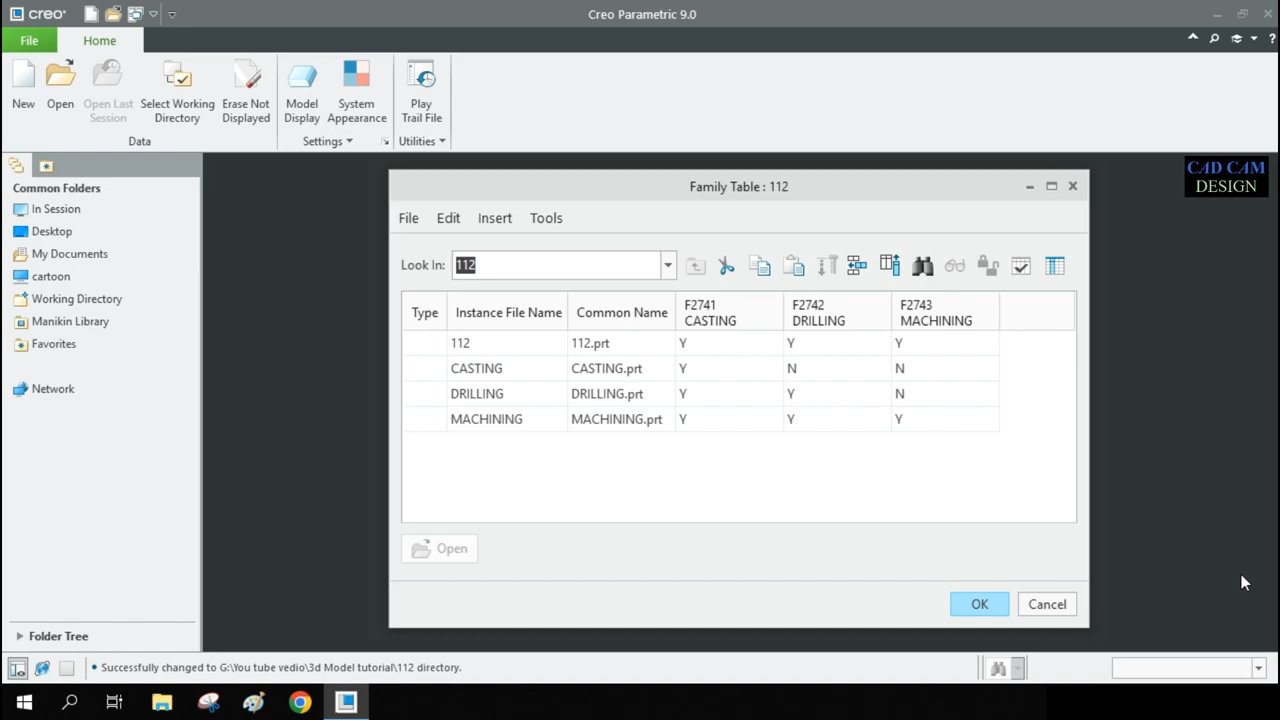 creo Creo Parametric 9.0
File Home
New Open Open Last Session Select Working Directory Erase Not Displayed Model Display System Appearance Play Trail File
Data Settings Utilities
Common Folders
In Session
Desktop
My Documents
cartoon
Working Directory
Manikin Library
Favorites
Network
Folder Tree
CAD CAM
DESIGN
Family Table : 112
File Edit Insert Tools
Look In: 112
Type Instance File Name Common Name F2741 CASTING F2742 DRILLING F2743 MACHINING
112 112.prt Y Y Y
CASTING CASTING.prt Y N N
DRILLING DRILLING.prt Y Y N
MACHINING MACHINING.prt Y Y Y
Open
OK Cancel
• Successfully changed to G:\You tube vedio\3d Model tutorial\112 directory.